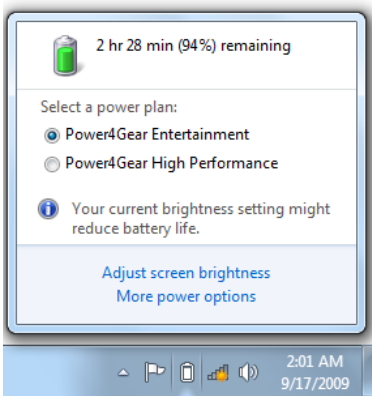 2 hr 28 min (94%) remaining
Select a power plan:
Power4Gear Entertainment
Power4Gear High Performance
Your current brightness setting might
reduce battery life.
Adjust screen brightness
More power options
2:01 AM
9/17/2009